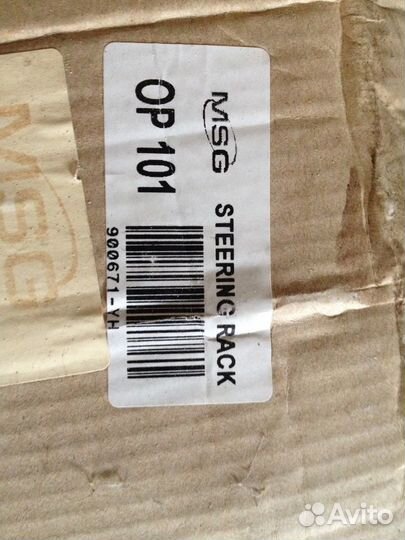 MSG
STEERING RACK
OP 101
900671-YH
MSG
Avito